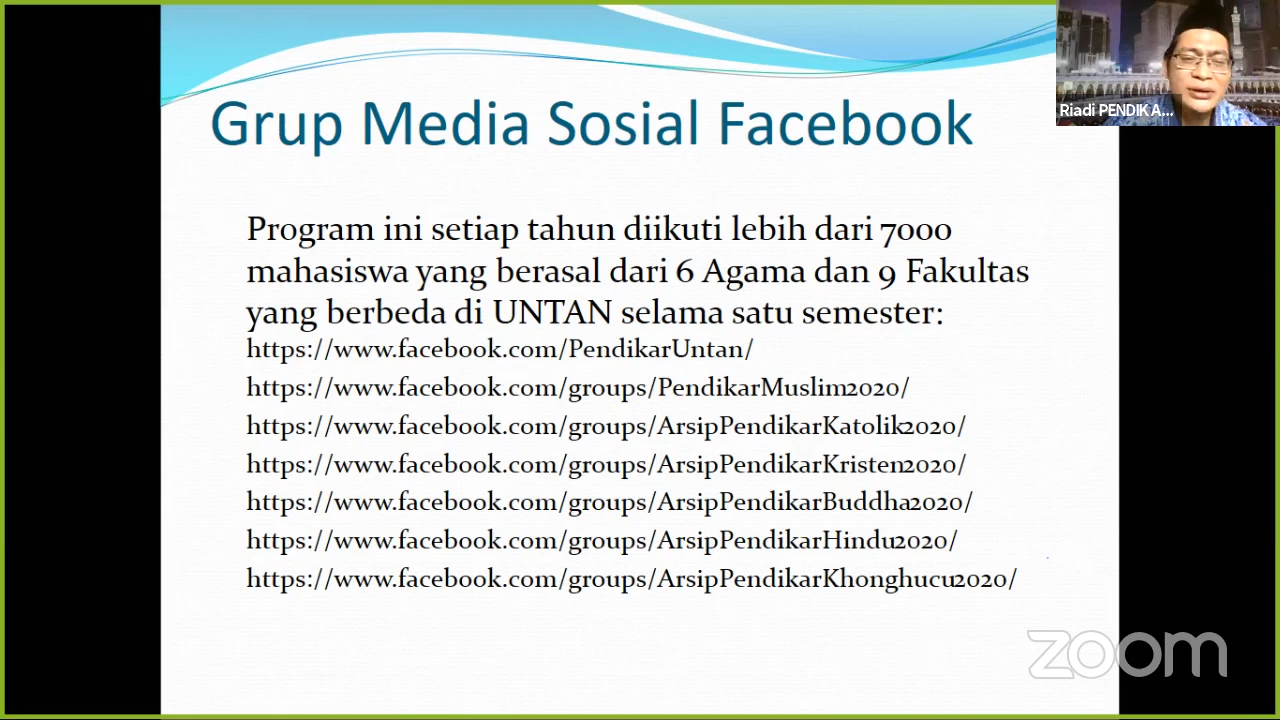 Grup Media Sosial Facebook
Riadi PENDIK A...
Program ini setiap tahun diikuti lebih dari 7000
mahasiswa yang berasal dari 6 Agama dan 9 Fakultas
yang berbeda di UNTAN selama satu semester:
https://www.facebook.com/PendikarUntan/
https://www.facebook.com/groups/PendikarMuslim2020/
https://www.facebook.com/groups/ArsipPendikarKatolik2020/
https://www.facebook.com/groups/ArsipPendikarKristen2020/
https://www.facebook.com/groups/ArsipPendikarBuddha2020/
https://www.facebook.com/groups/ArsipPendikarHindu2020/
https://www.facebook.com/groups/ArsipPendikarKhonghucu2020/
zoom